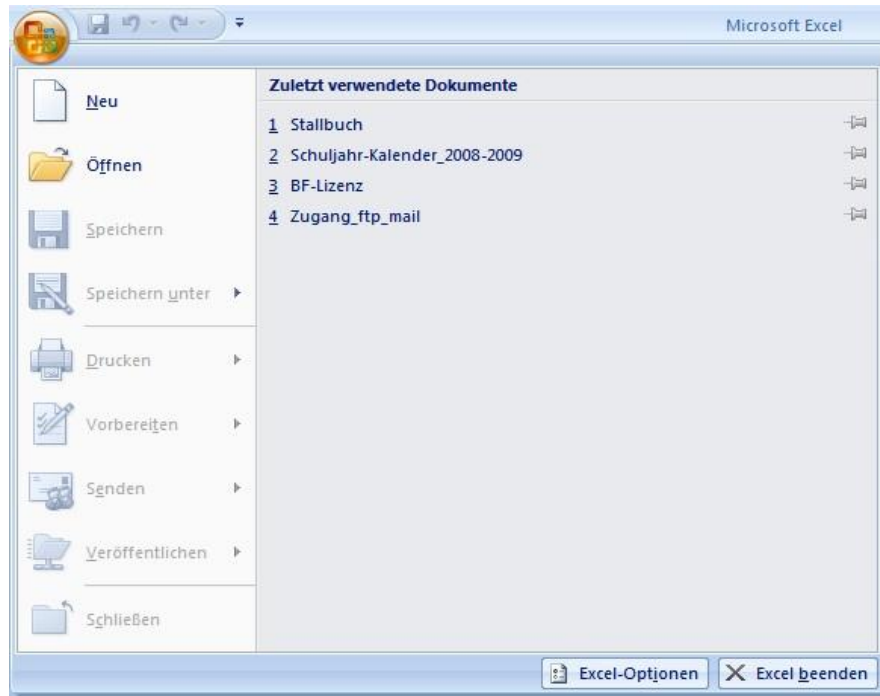 Microsoft Excel
Neu
Öffnen
Speichern
Speichern unter
Drucken
Vorbereiten
Senden
Veröffentlichen
Schließen
Zuletzt verwendete Dokumente
1 Stallbuch
2 Schuljahr-Kalender_2008-2009
3 BF-Lizenz
4 Zugang_ftp_mail
Excel-Optionen
Excel beenden